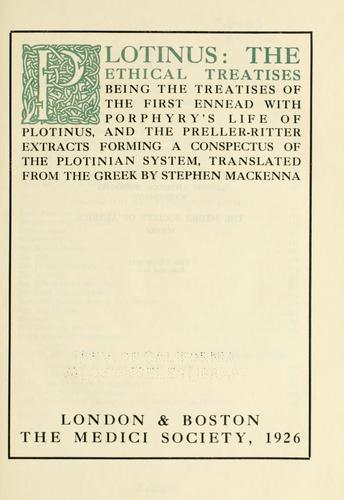 PLOTINUS: THE
ETHICAL TREATISES
BEING THE TREATISES OF
THE FIRST ENNEAD WITH
PORPHYRY'S LIFE OF
PLOTINUS, AND THE PRELLER-RITTER
EXTRACTS FORMING A CONSPECTUS OF
THE PLOTINIAN SYSTEM, TRANSLATED
FROM THE GREEK BY STEPHEN MACKENNA
OF CALIFORNIA
LONDON & BOSTON
THE MEDICI SOCIETY, 1926